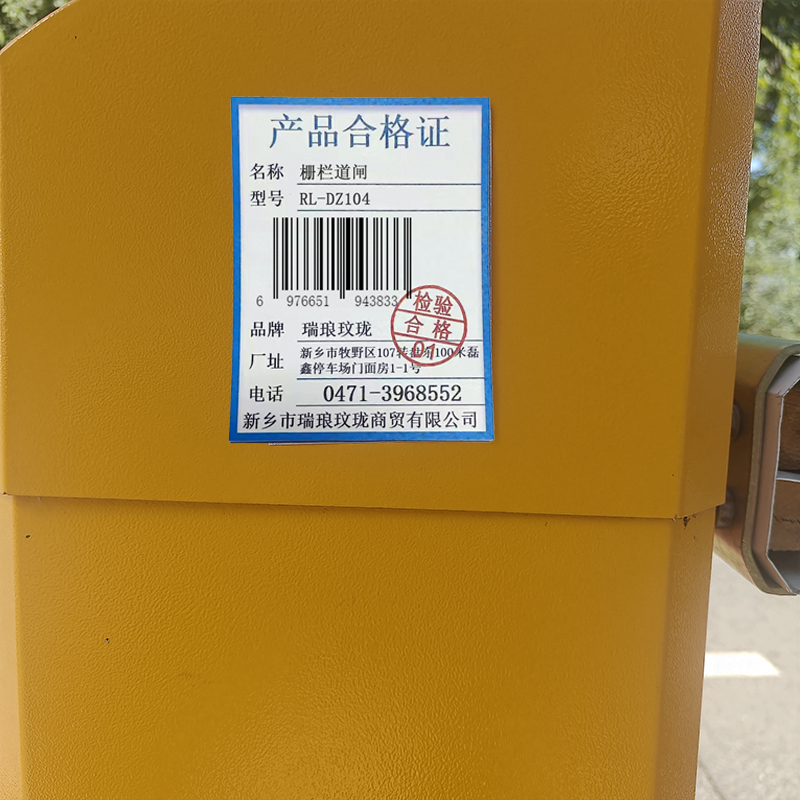 产品合格证
名称 栅栏道闸
型号 RL-DZ104
6 976651 943833
检验
合格
01
品牌 瑞琅玟珑
厂址 新乡市牧野区107转盘东100米磊
鑫停车场门面房1-1号
电话 0471-3968552
新乡市瑞琅玟珑商贸有限公司